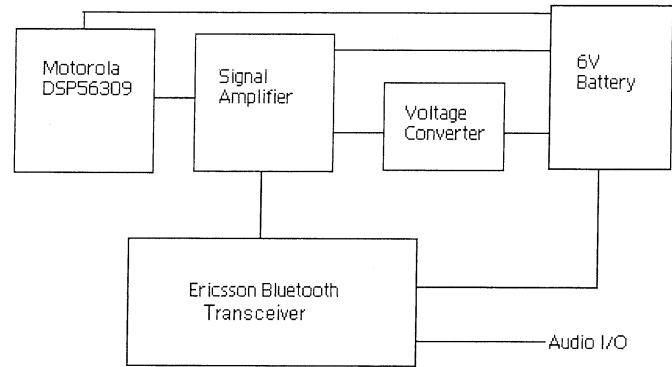 Motorola
DSP56309
Signal
Amplifier
6V
Battery
Voltage
Converter
Ericsson Bluetooth
Transceiver
Audio I/O